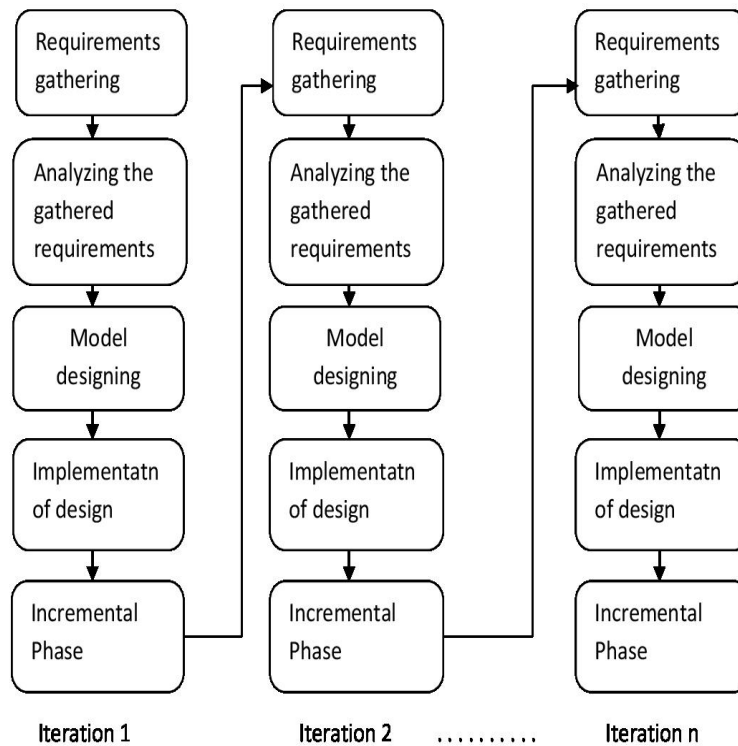 Requirements
gathering
Analyzing the
gathered
requirements
Model
designing
Implementatn
of design
Incremental
Phase
Iteration 1
Requirements
gathering
Analyzing the
gathered
requirements
Model
designing
Implementatn
of design
Incremental
Phase
Iteration 2
..........
Requirements
gathering
Analyzing the
gathered
requirements
Model
designing
Implementatn
of design
Incremental
Phase
Iteration n